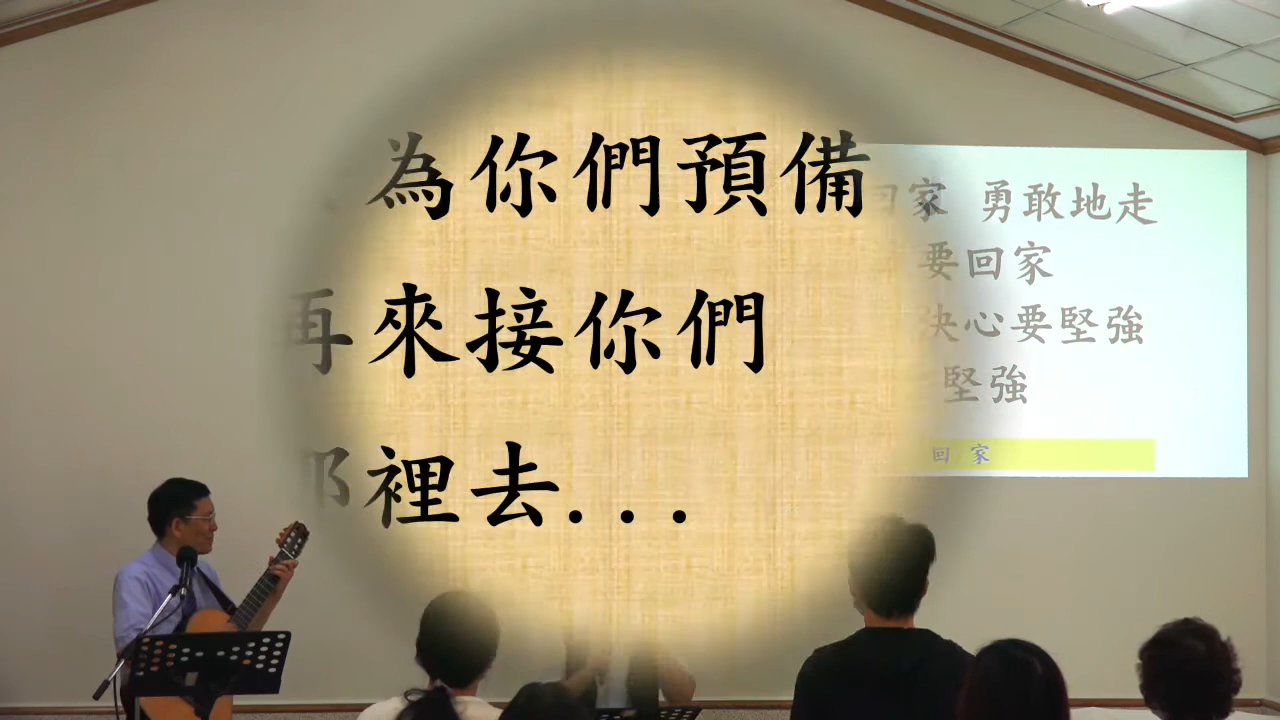 為你們預備
再來接你們
裡去...
家 勇敢地走
要回家
決心要堅強
堅強
回 家